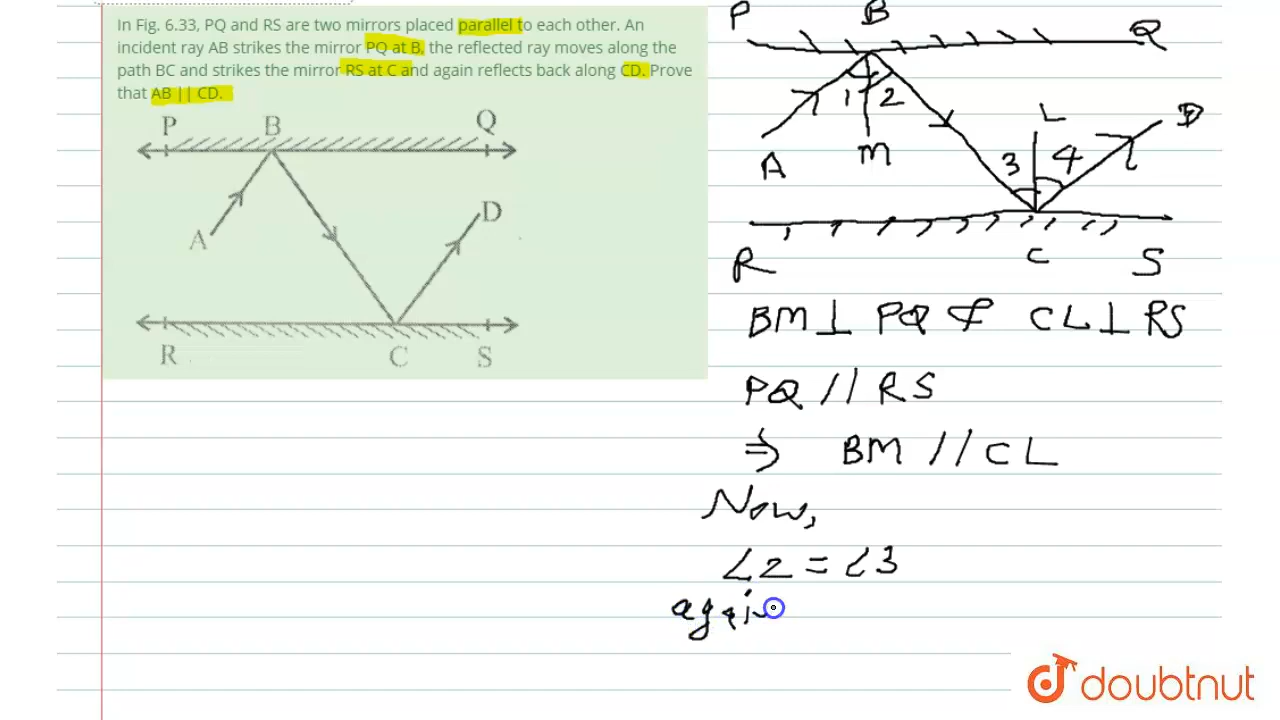 In Fig. 6.33, PQ and RS are two mirrors placed parallel to each other. An
incident ray AB strikes the mirror PQ at B, the reflected ray moves along the
path BC and strikes the mirror RS at C and again reflects back along CD. Prove
that AB || CD.
P B Q
A D
R C S
P B Q
1 2
A M
L D
3 4
R C S
BM ⊥ PQ & CL ⊥ RS
PQ // RS
⇒ BM // CL
Now,
∠2 = ∠3
again
doubtnut